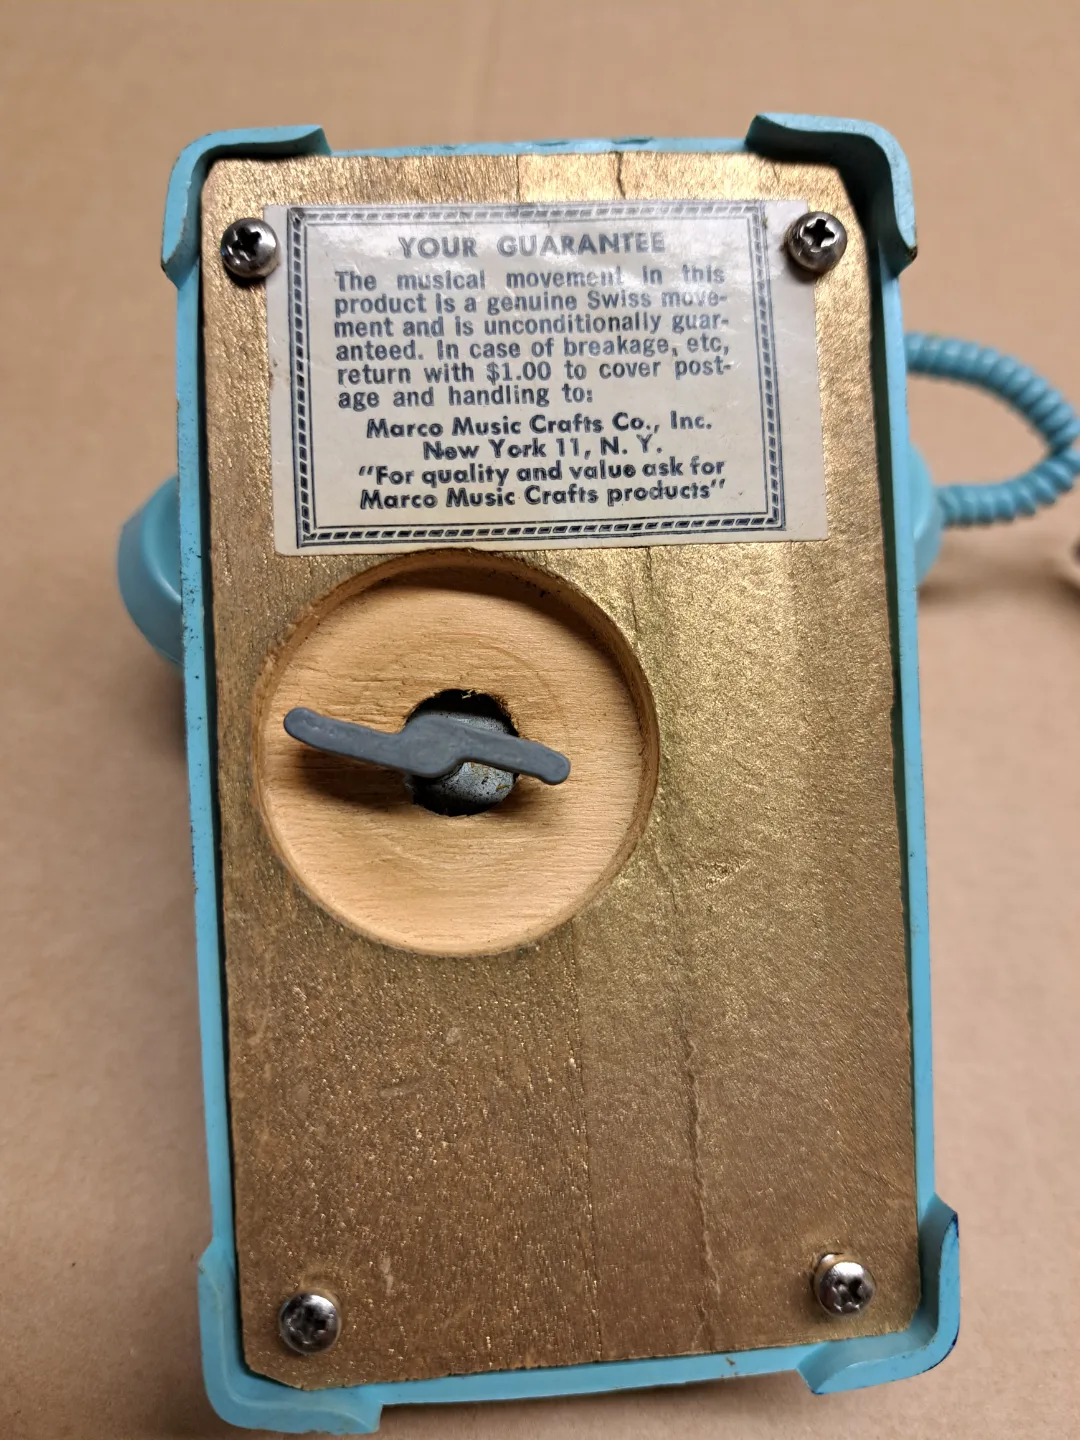 YOUR GUARANTEE
The musical movement in this
product is a genuine Swiss move-
ment and is unconditionally guar-
anteed. In case of breakage, etc,
return with $1.00 to cover post-
age and handling to:
Marco Music Crafts Co., Inc.
New York 11, N. Y.
"For quality and value ask for
Marco Music Crafts products"